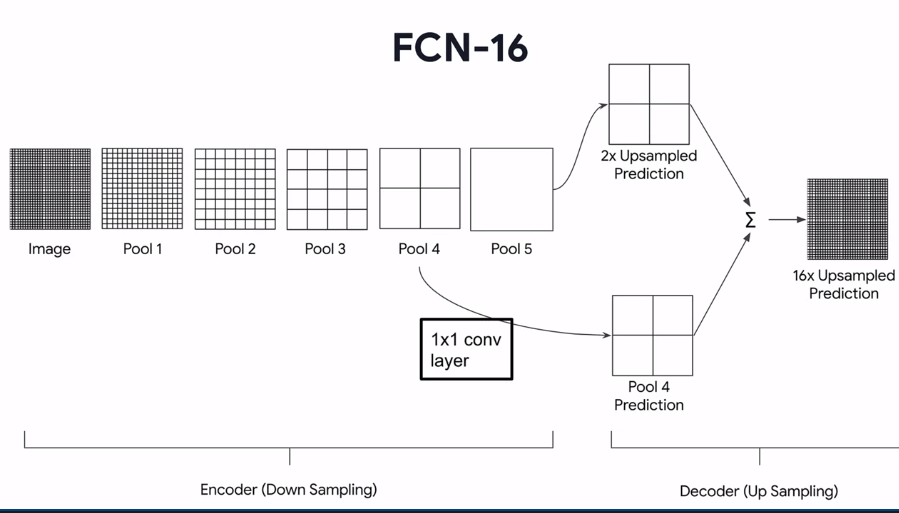 FCN-16
2x Upsampled
Prediction
Image
Pool 1
Pool 2
Pool 3
Pool 4
Pool 5
Σ
16x Upsampled
Prediction
1x1 conv
layer
Pool 4
Prediction
Encoder (Down Sampling)
Decoder (Up Sampling)